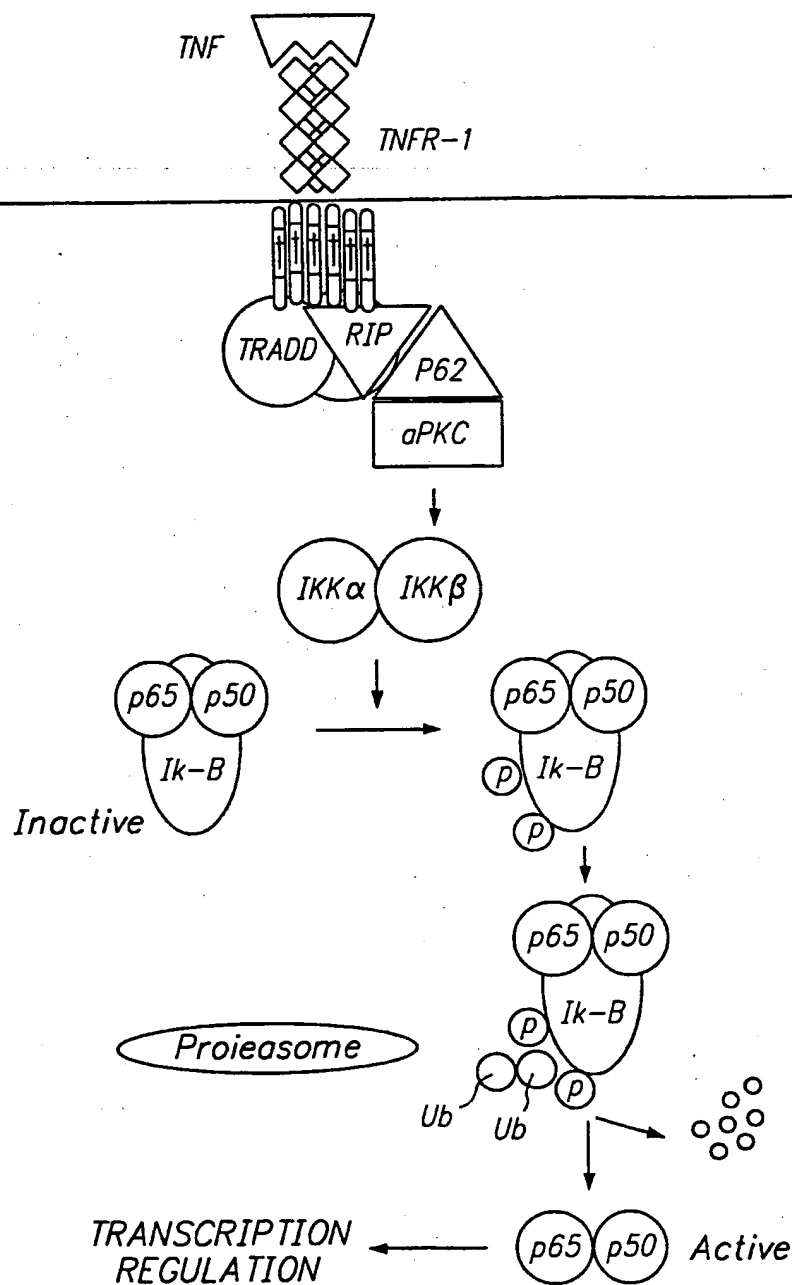 TNF
TNFR-1
TRADD
RIP
P62
aPKC
IKKα
IKKβ
p65
p50
Ik-B
Inactive
p65
p50
Ik-B
p
p
p65
p50
Ik-B
p
p
Proieasome
Ub
Ub
TRANSCRIPTION
REGULATION
p65
p50
Active